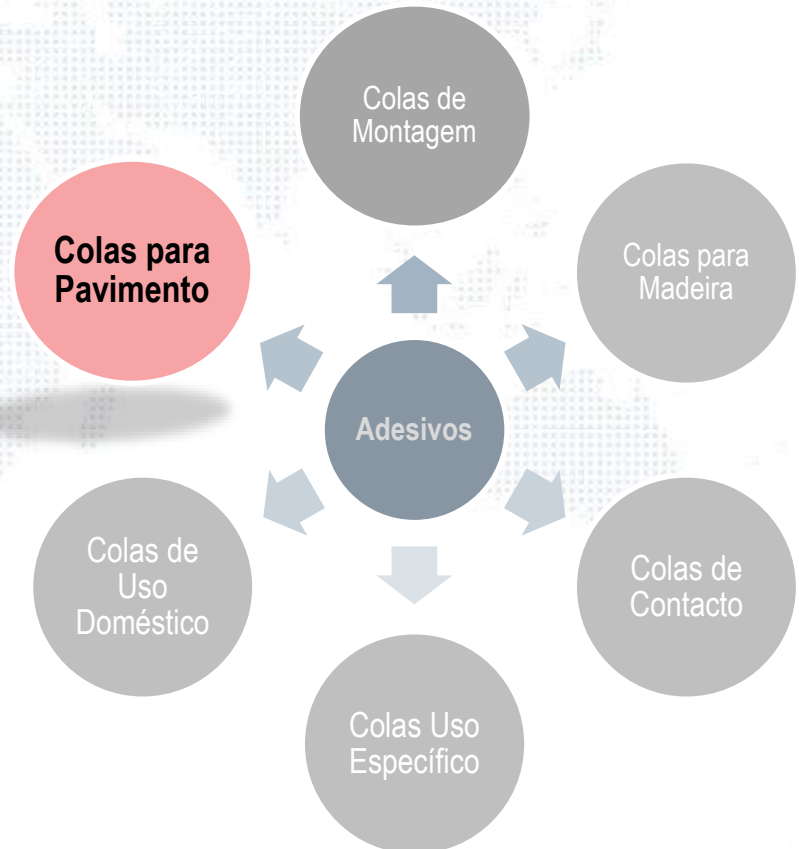 Colas de
Montagem
Colas para
Pavimento
Colas para
Madeira
Adesivos
Colas de
Uso
Doméstico
Colas de
Contacto
Colas Uso
Específico